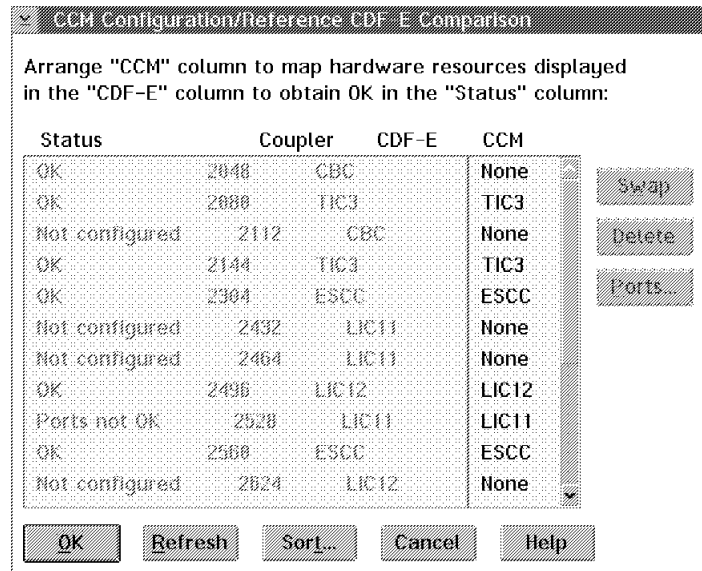 CCM Configuration/Reference CDF-E Comparison
Arrange "CCM" column to map hardware resources displayed
in the "CDF-E" column to obtain OK in the "Status" column:
Status Coupler CDF-E CCM
OK 2048 CBC None
OK 2080 TIC3 TIC3
Not configured 2112 CBC None
OK 2144 TIC3 TIC3
OK 2304 ESCC ESCC
Not configured 2432 LIC11 None
Not configured 2464 LIC11 None
OK 2496 LIC12 LIC12
Ports not OK 2528 LIC11 LIC11
OK 2560 ESCC ESCC
Not configured 2624 LIC12 None
Swap
Delete
Ports...
OK Refresh Sort... Cancel Help